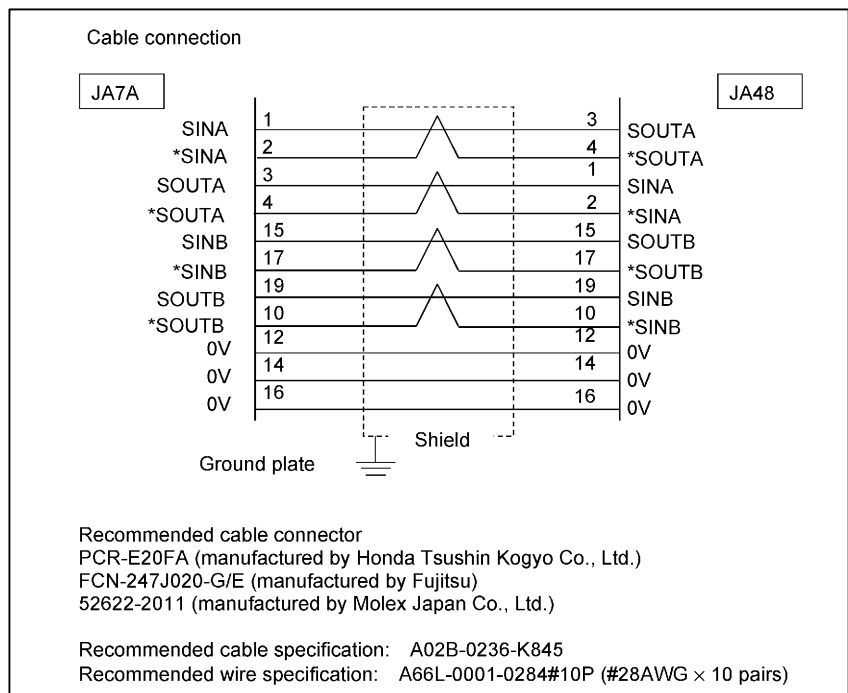 Cable connection
JA7A JA48
SINA 1 3 SOUTA
*SINA 2 4 *SOUTA
SOUTA 3 1 SINA
*SOUTA 4 2 *SINA
SINB 15 15 SOUTB
*SINB 17 17 *SOUTB
SOUTB 19 19 SINB
*SOUTB 10 10 *SINB
0V 12 12 0V
0V 14 14 0V
0V 16 16 0V
Shield
Ground plate
Recommended cable connector
PCR-E20FA (manufactured by Honda Tsushin Kogyo Co., Ltd.)
FCN-247J020-G/E (manufactured by Fujitsu)
52622-2011 (manufactured by Molex Japan Co., Ltd.)
Recommended cable specification: A02B-0236-K845
Recommended wire specification: A66L-0001-0284#10P (#28AWG × 10 pairs)